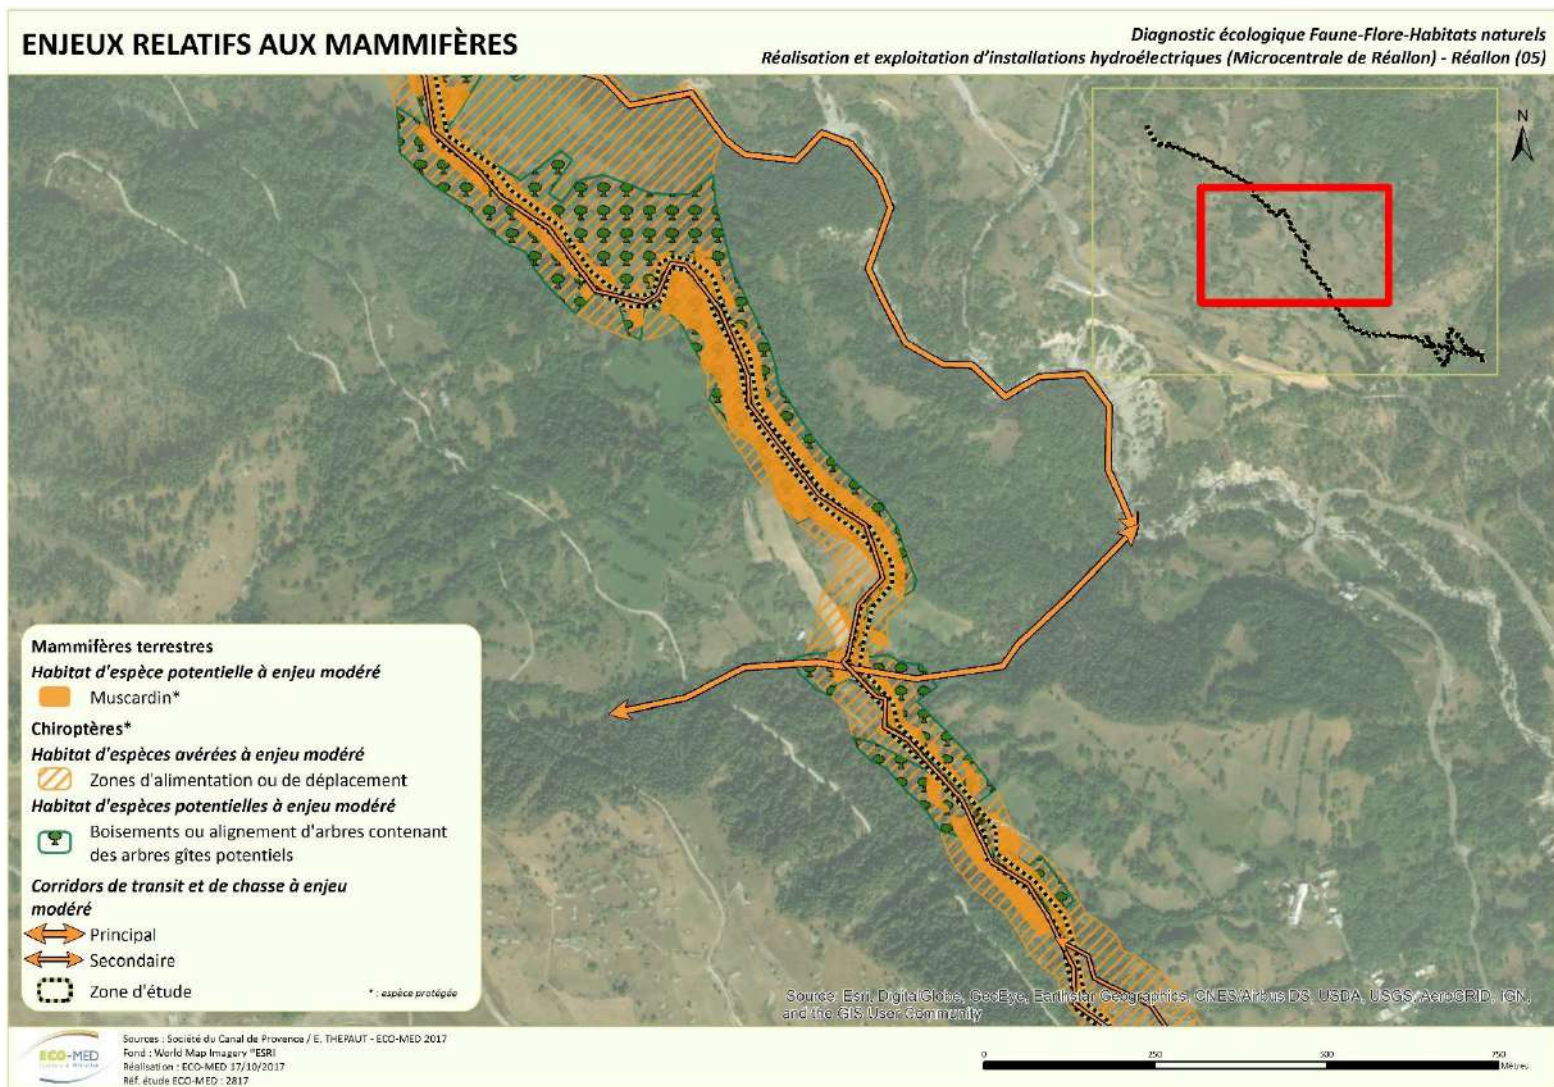 ENJEUX RELATIFS AUX MAMMIFÈRES
Diagnostic écologique Faune-Flore-Habitats naturels
Réalisation et exploitation d'installations hydroélectriques (Microcentrale de Réallon) - Réallon (05)
N
Mammifères terrestres
Habitat d'espèce potentielle à enjeu modéré
Muscardin*
Chiroptères*
Habitat d'espèces avérées à enjeu modéré
Zones d'alimentation ou de déplacement
Habitat d'espèces potentielles à enjeu modéré
Boisements ou alignement d'arbres contenant
des arbres gîtes potentiels
Corridors de transit et de chasse à enjeu
modéré
Principal
Secondaire
Zone d'étude
* : espèce protégée
Source: Esri, DigitalGlobe, GeoEye, Earthstar Geographics, CNES/Airbus DS, USDA, USGS, AeroGRID, IGN,
and the GIS User Community
ECO-MED
Sources : Société du Canal de Provence / E. THEPAUT - ECO-MED 2017
Fond : World Map Imagery ®ESRI
Réalisation : ECO-MED 17/10/2017
Réf. étude ECO-MED : 2817
0 250 500 750
Mètres